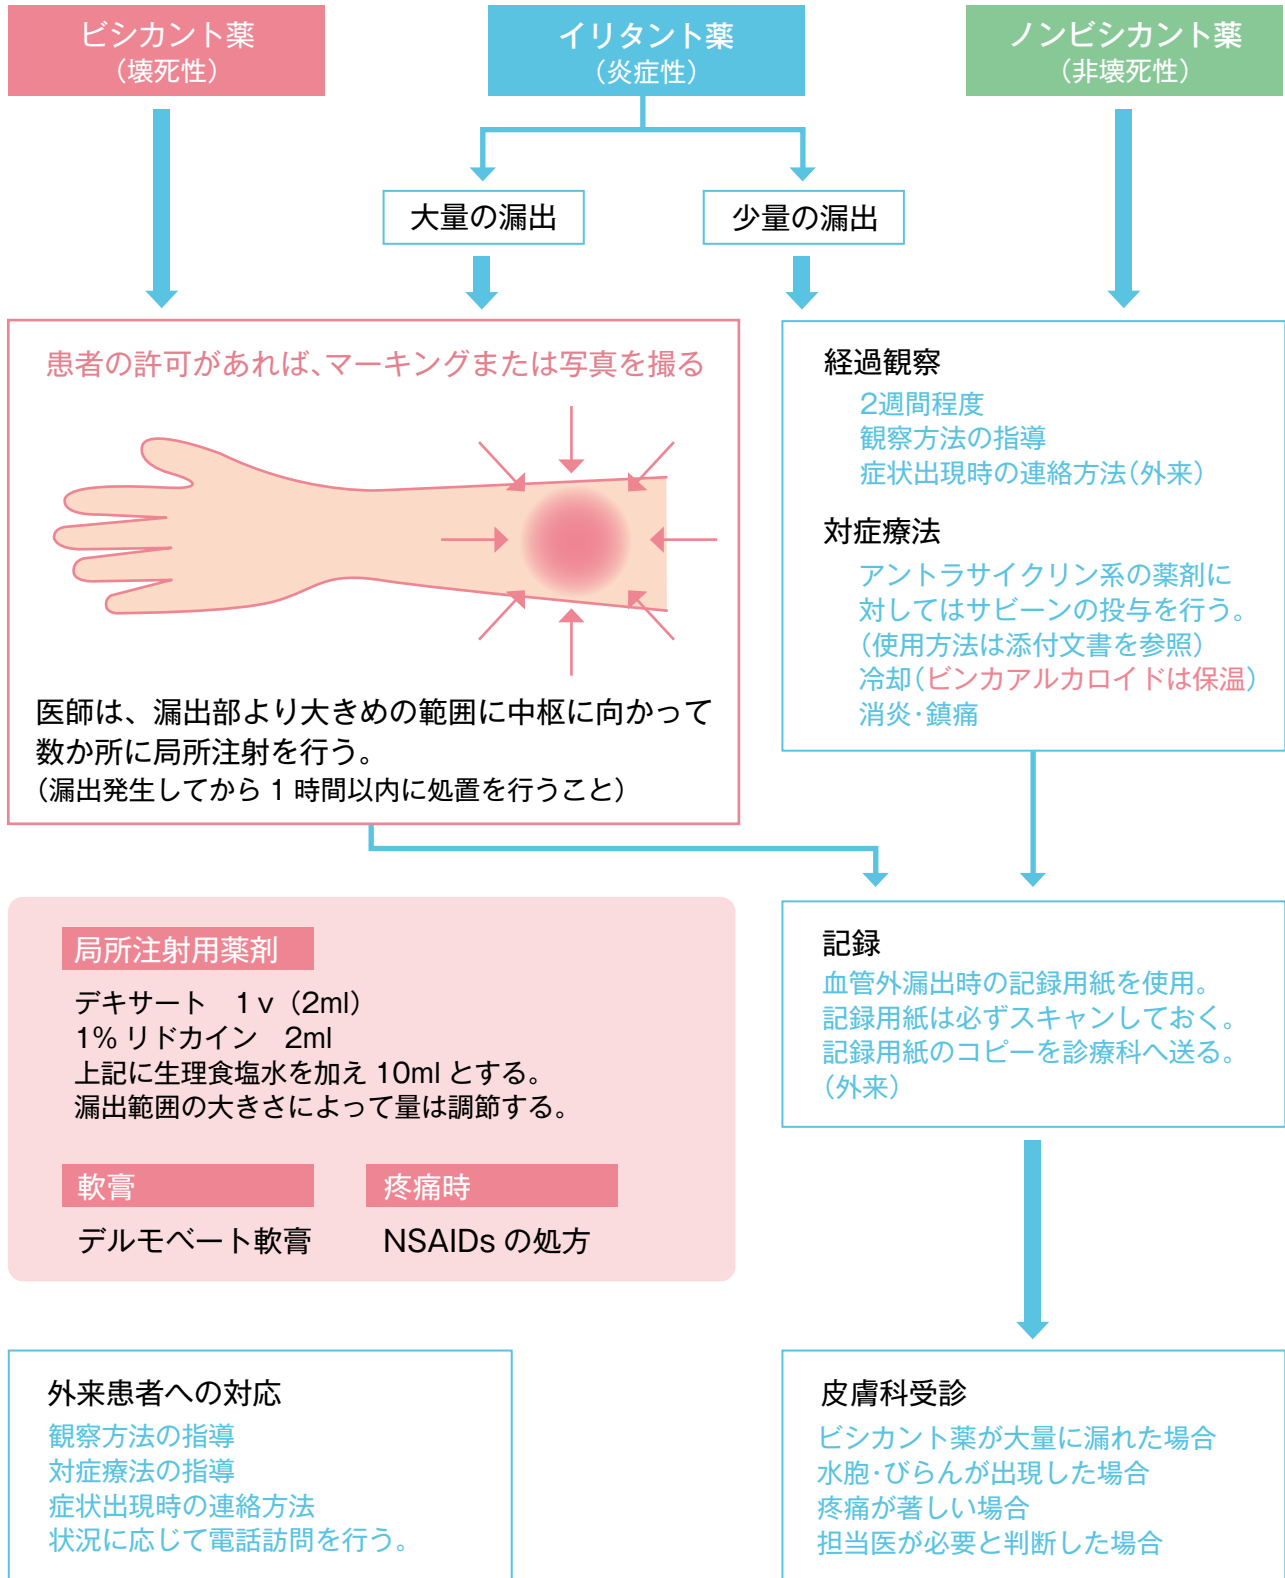 ビシカント薬
（壊死性）
イリタント薬
（炎症性）
ノンビシカント薬
（非壊死性）
大量の漏出
少量の漏出
患者の許可があれば、マーキングまたは写真を撮る
医師は、漏出部より大きめの範囲に中枢に向かって
数か所に局所注射を行う。
（漏出発生してから 1 時間以内に処置を行うこと）
経過観察
2週間程度
観察方法の指導
症状出現時の連絡方法（外来）
対症療法
アントラサイクリン系の薬剤に
対してはサビーンの投与を行う。
（使用方法は添付文書を参照）
冷却（ビンカアルカロイドは保温）
消炎・鎮痛
局所注射用薬剤
デキサート　1 v（2ml）
1% リドカイン　2ml
上記に生理食塩水を加え 10ml とする。
漏出範囲の大きさによって量は調節する。
軟膏
デルモベート軟膏
疼痛時
NSAIDs の処方
記録
血管外漏出時の記録用紙を使用。
記録用紙は必ずスキャンしておく。
記録用紙のコピーを診療科へ送る。
（外来）
外来患者への対応
観察方法の指導
対症療法の指導
症状出現時の連絡方法
状況に応じて電話訪問を行う。
皮膚科受診
ビシカント薬が大量に漏れた場合
水胞・びらんが出現した場合
疼痛が著しい場合
担当医が必要と判断した場合